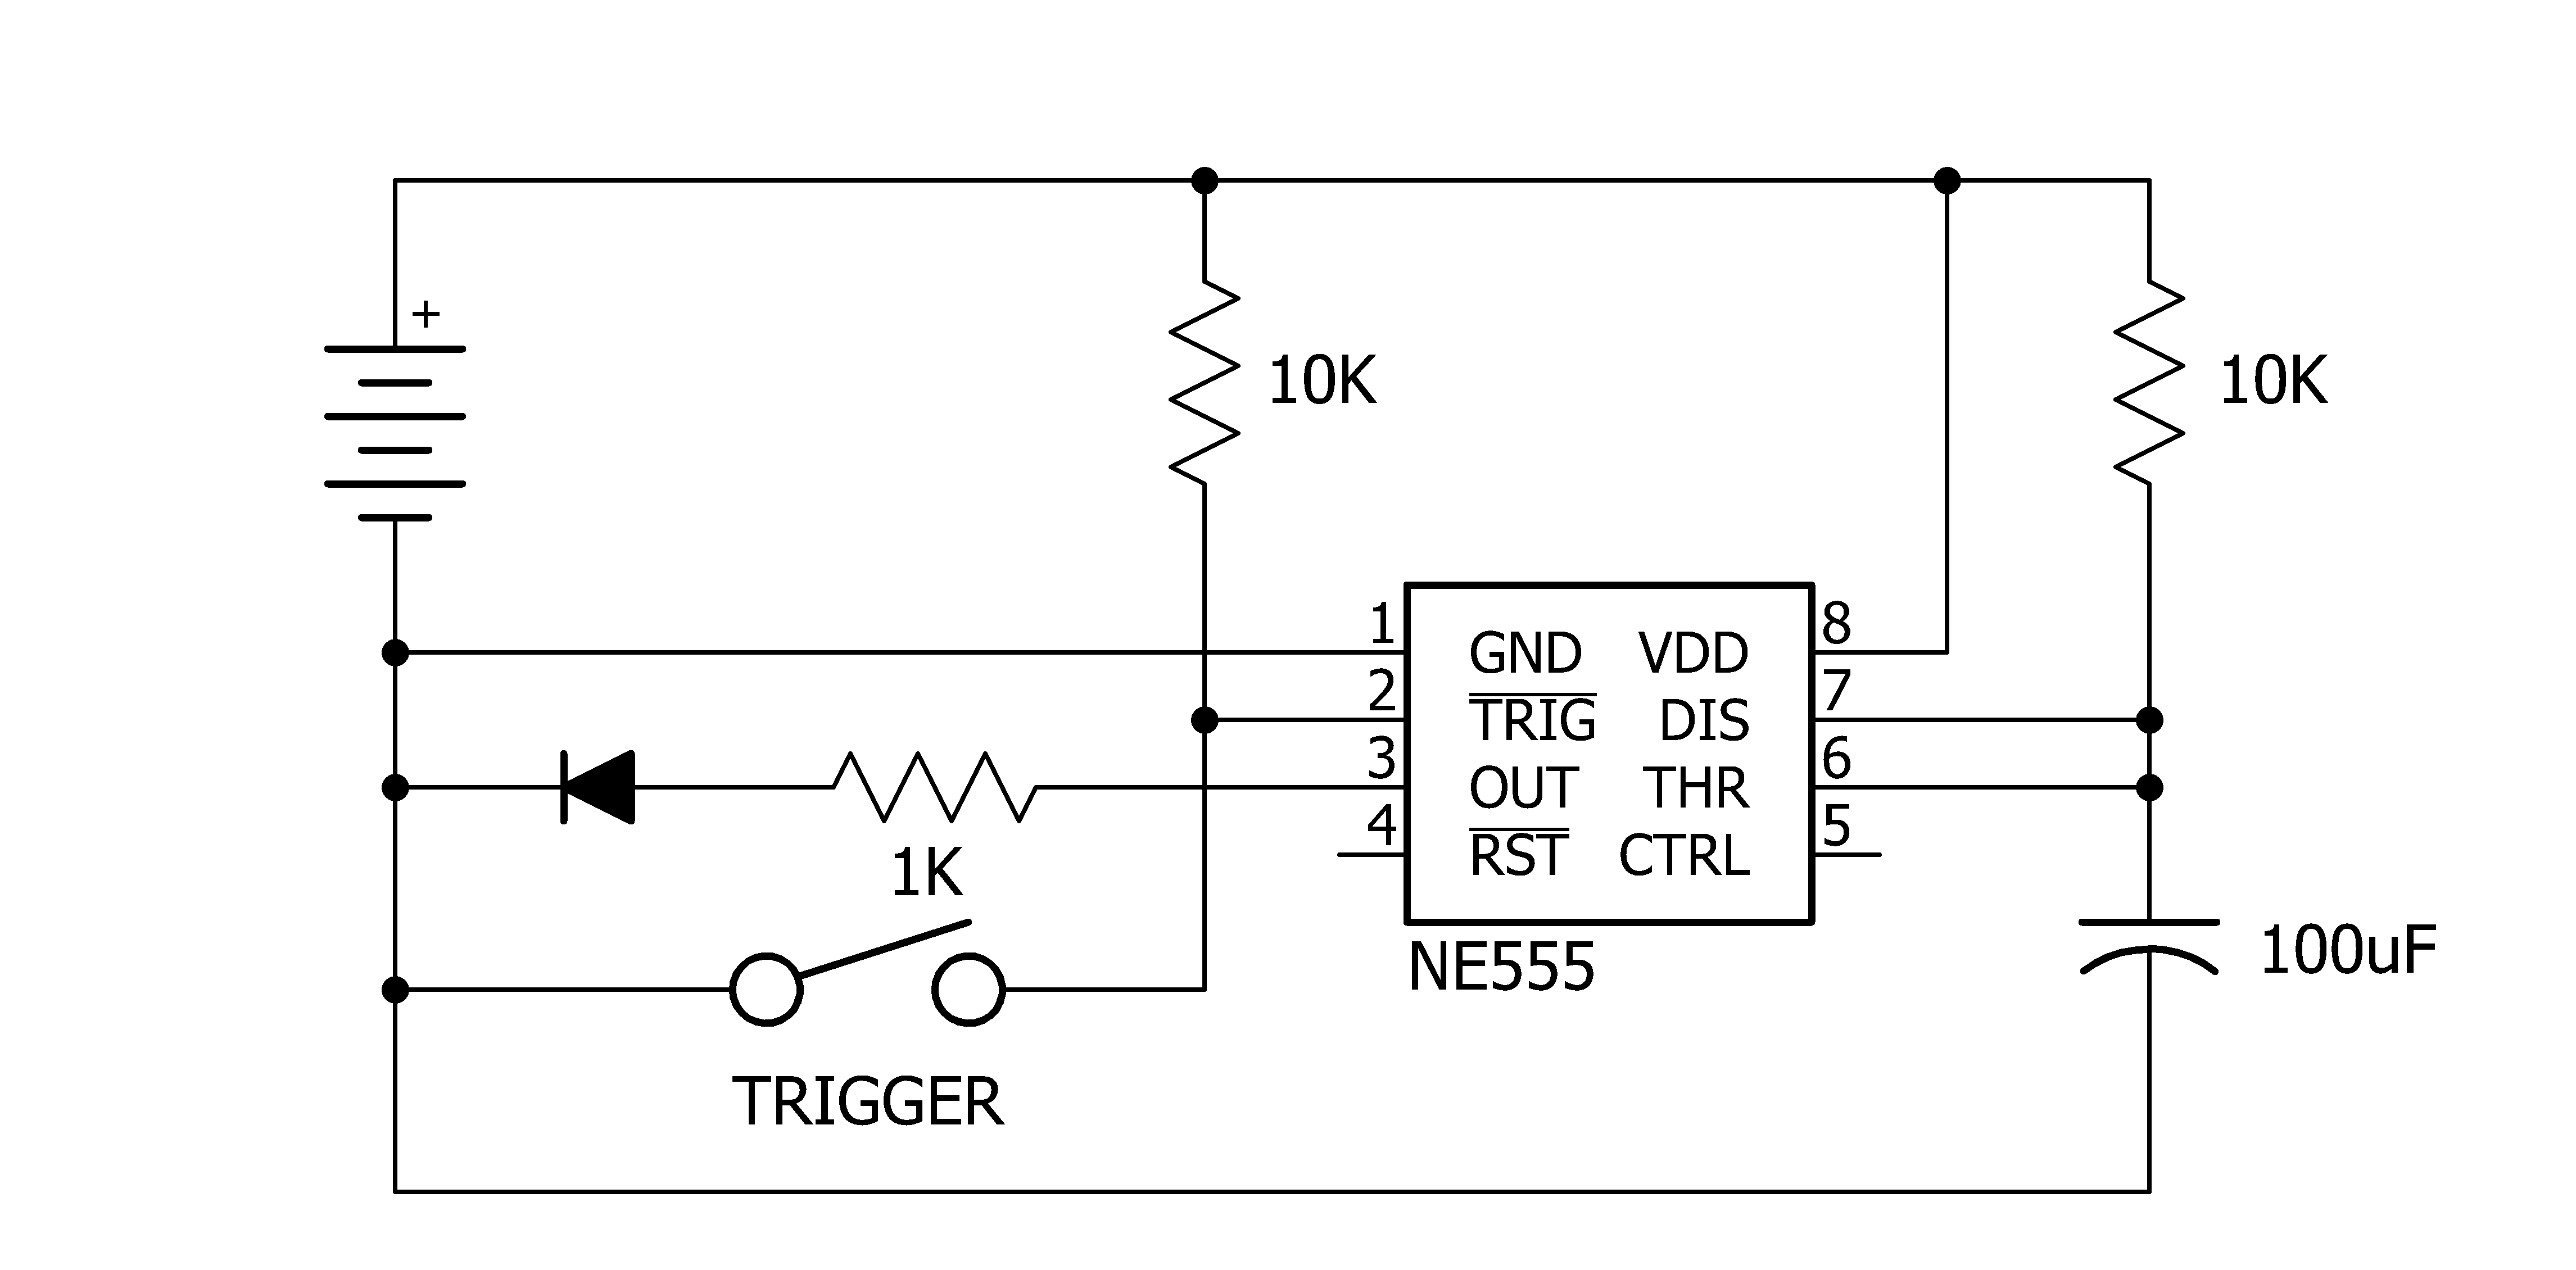 +
10K
10K
1
8
GND
VDD
2
7
TRIG
DIS
3
6
OUT
THR
4
5
RST
CTRL
1K
NE555
100uF
TRIGGER